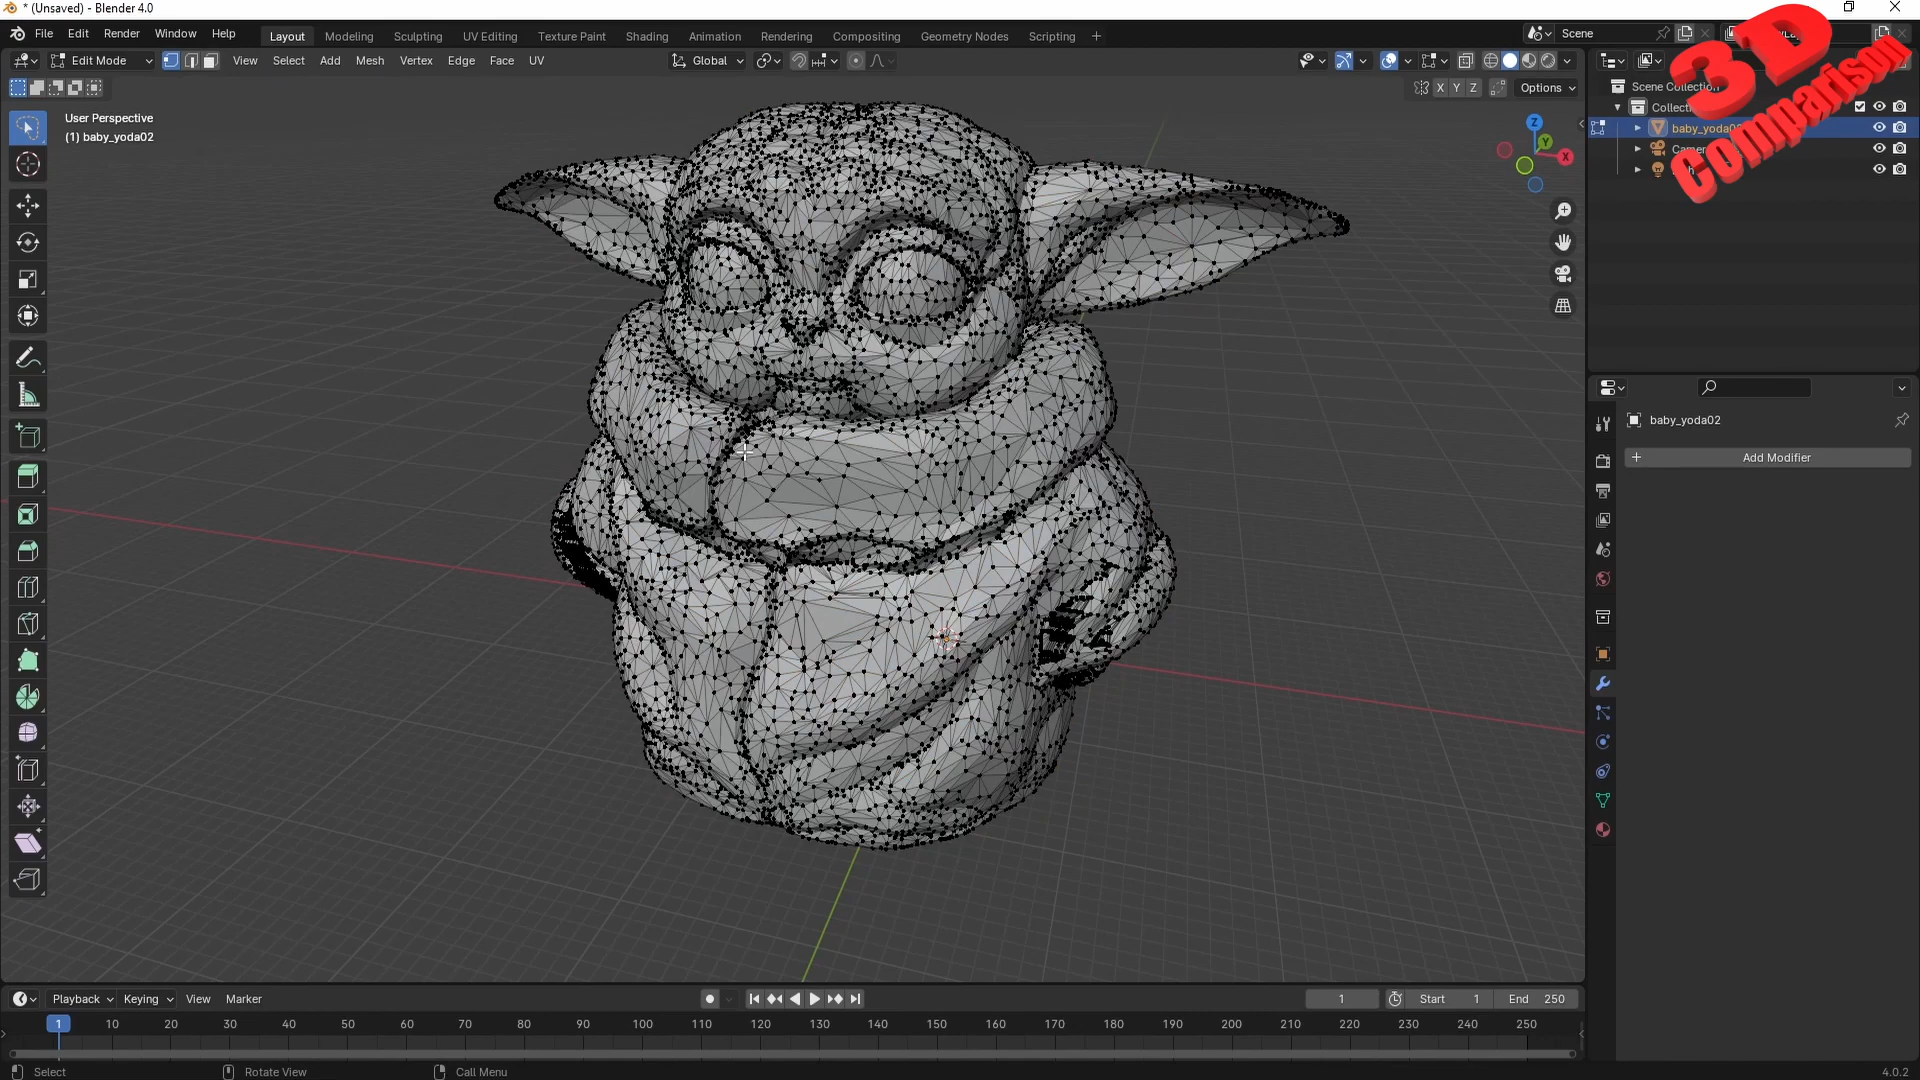 * (Unsaved) - Blender 4.0
File Edit Render Window Help
Layout Modeling Sculpting UV Editing Texture Paint Shading Animation Rendering Compositing Geometry Nodes Scripting
Scene
Edit Mode View Select Add Mesh Vertex Edge Face UV
Global
X Y Z Options
User Perspective
(1) baby_yoda02
Z
Y
X
3D
Comparison
Scene Collection
Collect
baby_yoda0
Camer
baby_yoda02
Add Modifier
Playback Keying View Marker
1 Start 1 End 250
1 10 20 30 40 50 60 70 80 90 100 110 120 130 140 150 160 170 180 190 200 210 220 230 240 250
Select Rotate View Call Menu
4.0.2